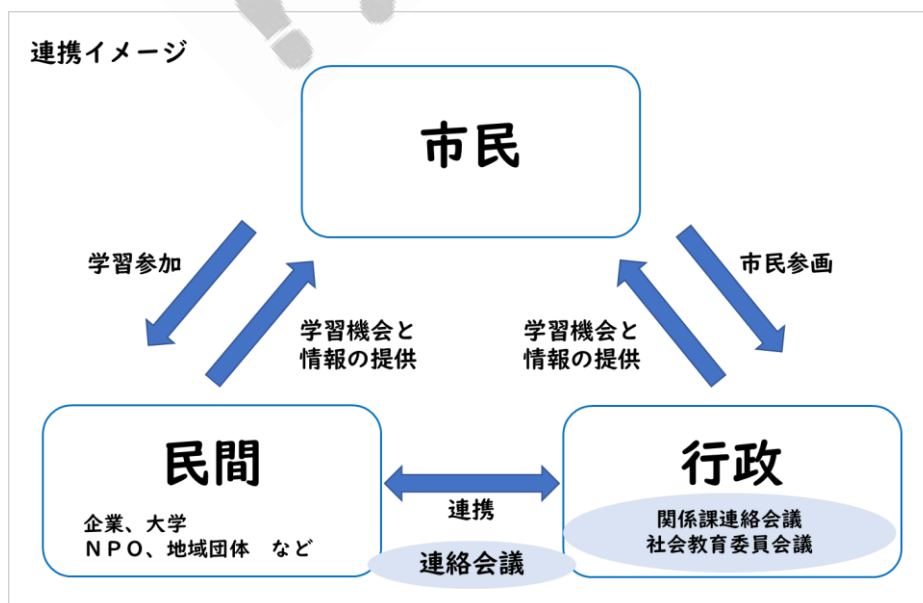 連携イメージ
市民
学習参加
市民参画
学習機会と
情報の提供
学習機会と
情報の提供
民間
企業、大学
ＮＰＯ、地域団体　など
連携
連絡会議
行政
関係課連絡会議
社会教育委員会議